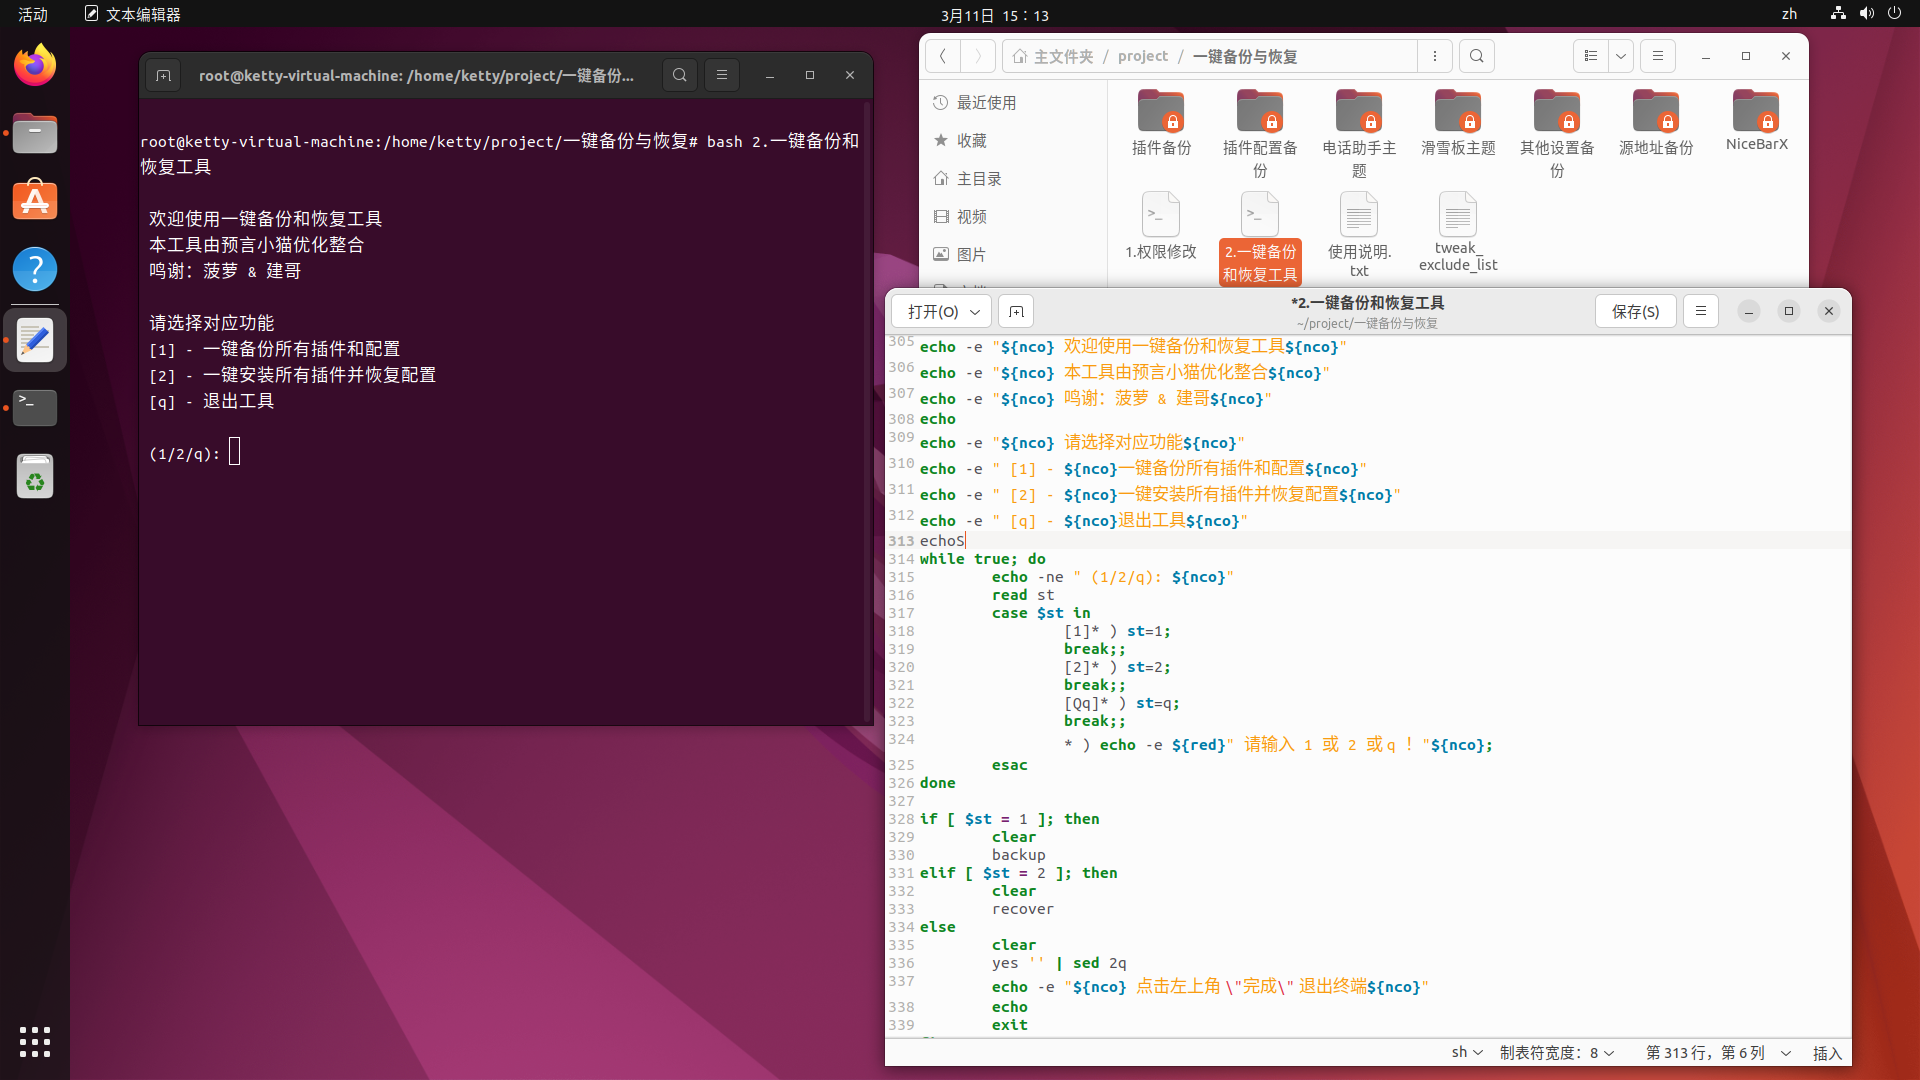 活动
文本编辑器
3月11日 15：13
zh
root@ketty-virtual-machine: /home/ketty/project/一键备份...
root@ketty-virtual-machine:/home/ketty/project/一键备份与恢复# bash 2.一键备份和
恢复工具
欢迎使用一键备份和恢复工具
本工具由预言小猫优化整合
鸣谢：菠萝 & 建哥
请选择对应功能
[1] - 一键备份所有插件和配置
[2] - 一键安装所有插件并恢复配置
[q] - 退出工具
(1/2/q):
主文件夹 / project / 一键备份与恢复
最近使用
收藏
主目录
视频
图片
插件备份
插件配置备
份
电话助手主
题
滑雪板主题
其他设置备
份
源地址备份
NiceBarX
1.权限修改
2.一键备份
和恢复工具
使用说明.
txt
tweak_
exclude_list
打开(O)
*2.一键备份和恢复工具
~/project/一键备份与恢复
保存(S)
305 echo -e "${nco} 欢迎使用一键备份和恢复工具${nco}"
306 echo -e "${nco} 本工具由预言小猫优化整合${nco}"
307 echo -e "${nco} 鸣谢：菠萝 & 建哥${nco}"
308 echo
309 echo -e "${nco} 请选择对应功能${nco}"
310 echo -e " [1] - ${nco}一键备份所有插件和配置${nco}"
311 echo -e " [2] - ${nco}一键安装所有插件并恢复配置${nco}"
312 echo -e " [q] - ${nco}退出工具${nco}"
313 echoS
314 while true; do
315 echo -ne " (1/2/q): ${nco}"
316 read st
317 case $st in
318 [1]* ) st=1;
319 break;;
320 [2]* ) st=2;
321 break;;
322 [Qq]* ) st=q;
323 break;;
324 * ) echo -e ${red}" 请输入 1 或 2 或 q ！"${nco};
325 esac
326 done
327
328 if [ $st = 1 ]; then
329 clear
330 backup
331 elif [ $st = 2 ]; then
332 clear
333 recover
334 else
335 clear
336 yes '' | sed 2q
337 echo -e "${nco} 点击左上角 \"完成\" 退出终端${nco}"
338 echo
339 exit
sh
制表符宽度：8
第 313 行，第 6 列
插入